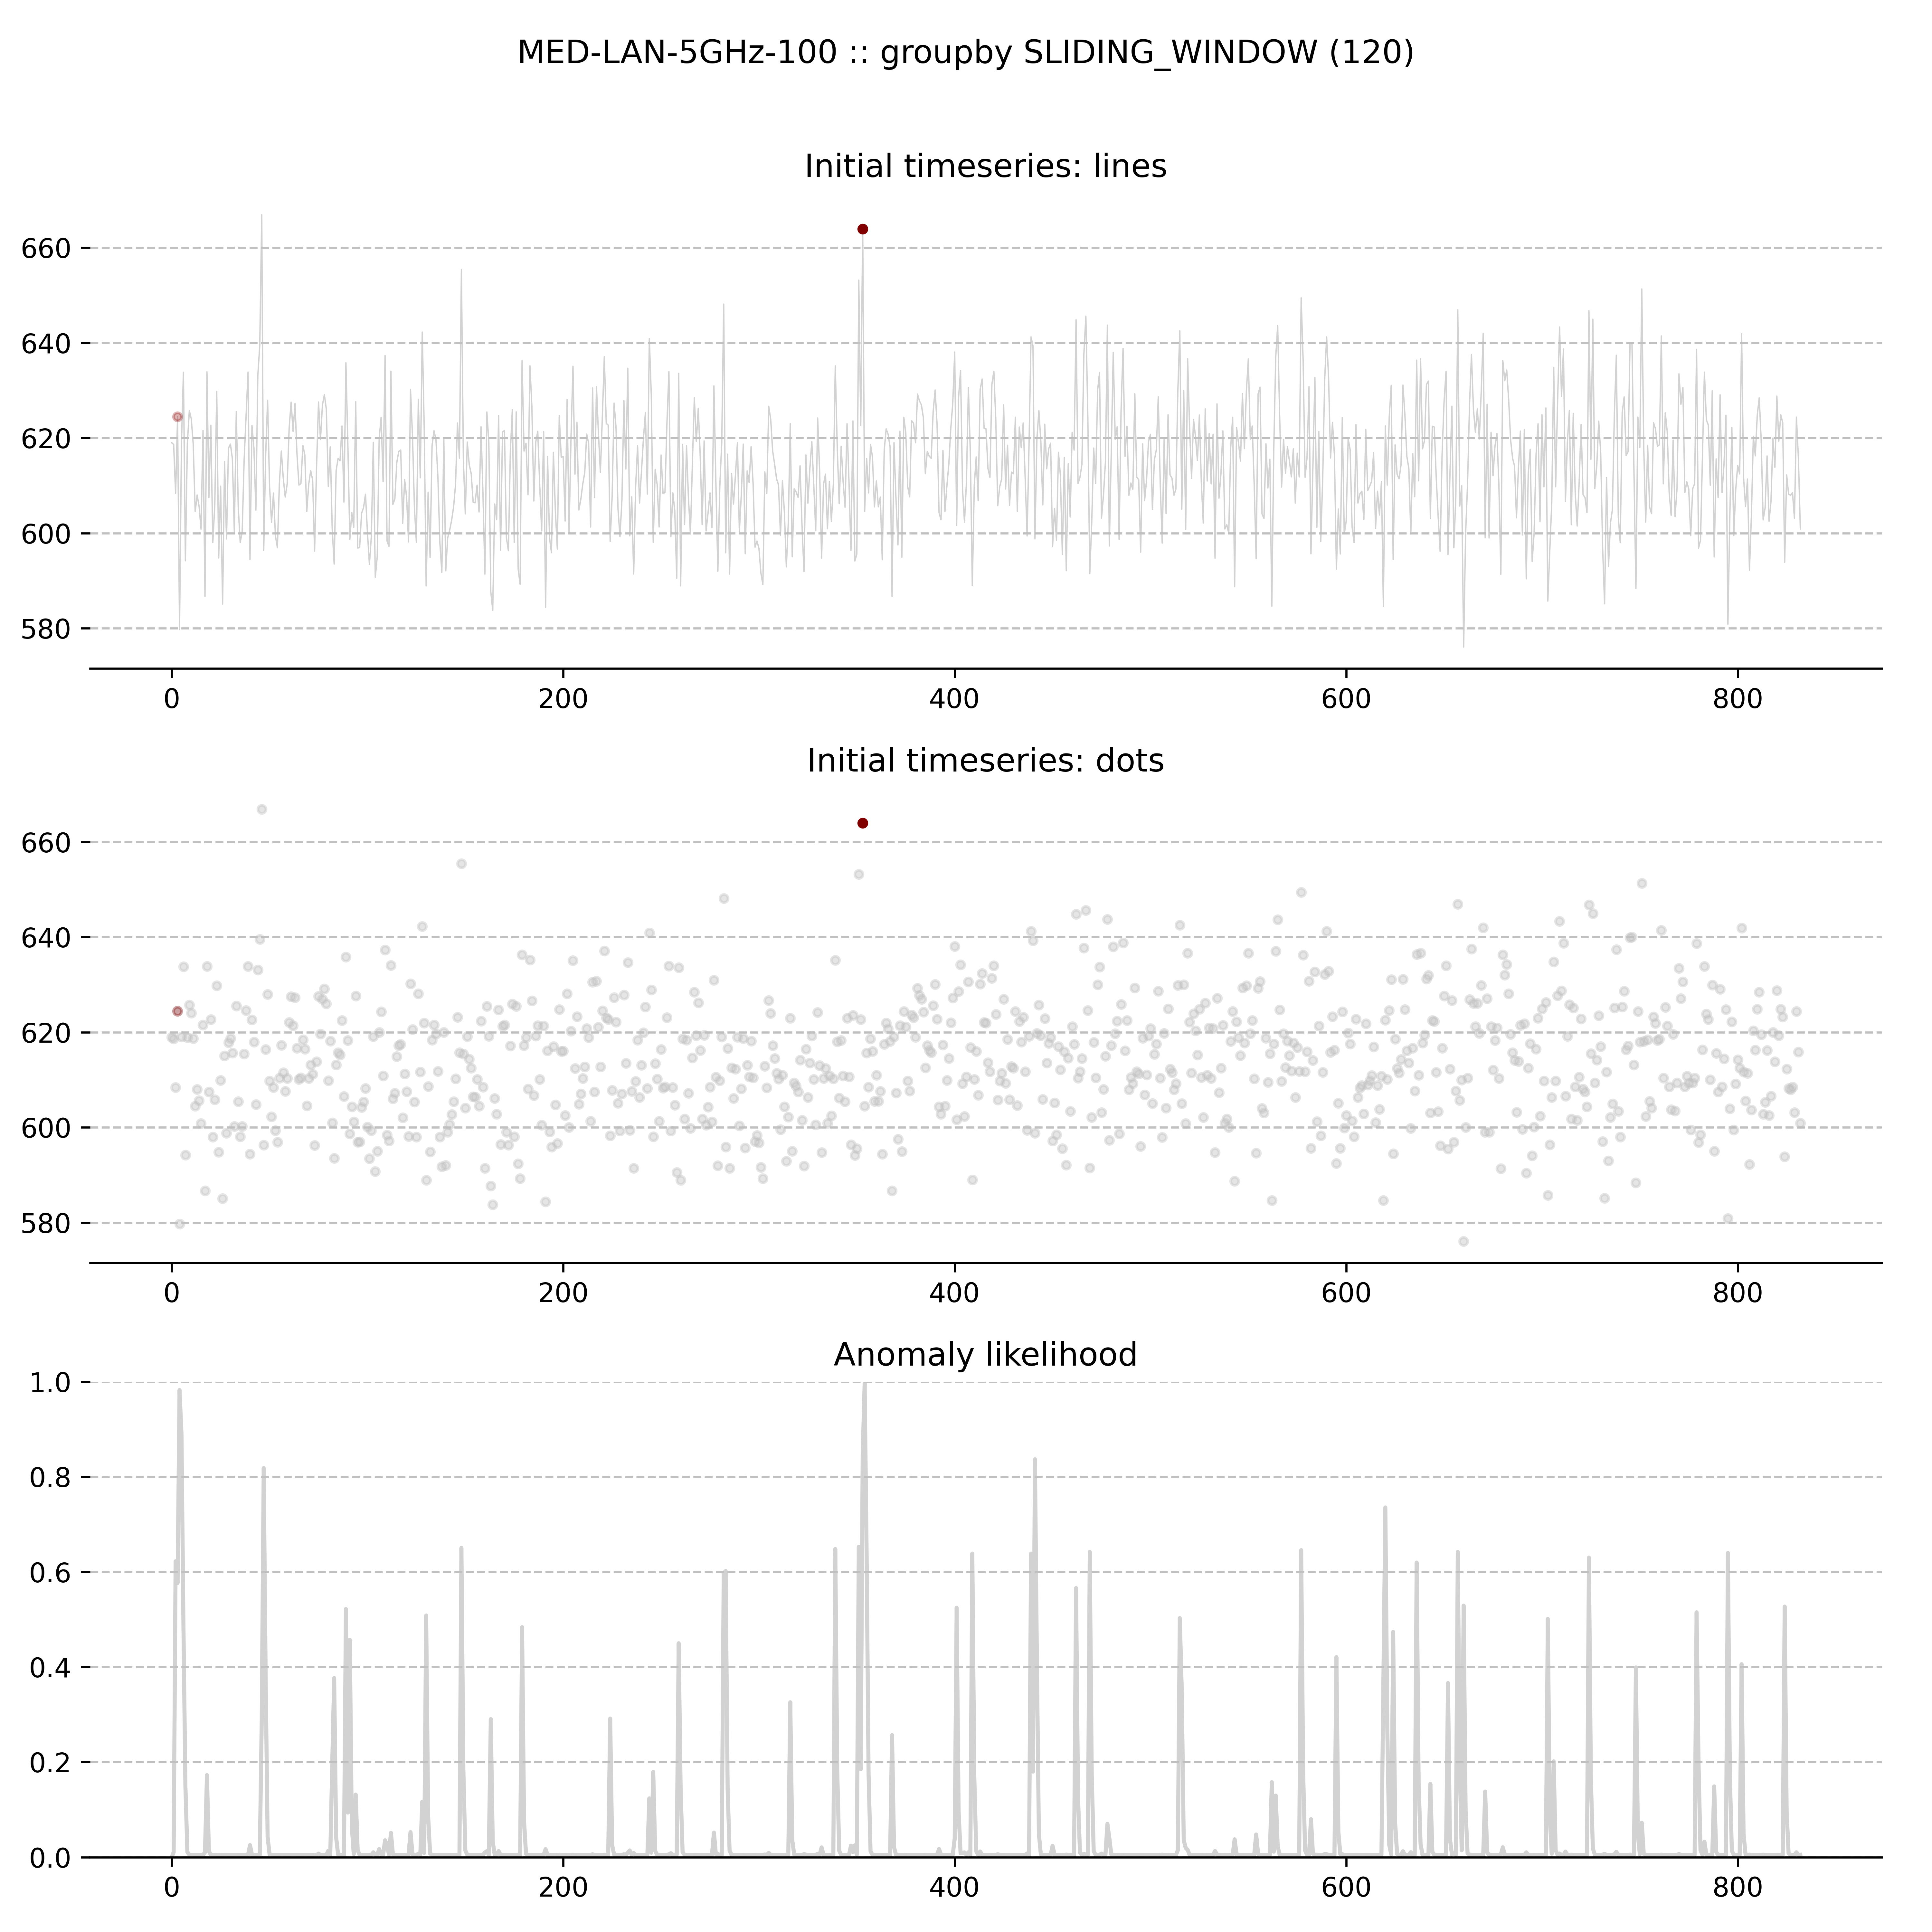 MED-LAN-5GHz-100 :: groupby SLIDING_WINDOW (120)
Initial timeseries: lines
660
640
620
600
580
0 200 400 600 800
Initial timeseries: dots
660
640
620
600
580
0 200 400 600 800
Anomaly likelihood
1.0
0.8
0.6
0.4
0.2
0.0
0 200 400 600 800